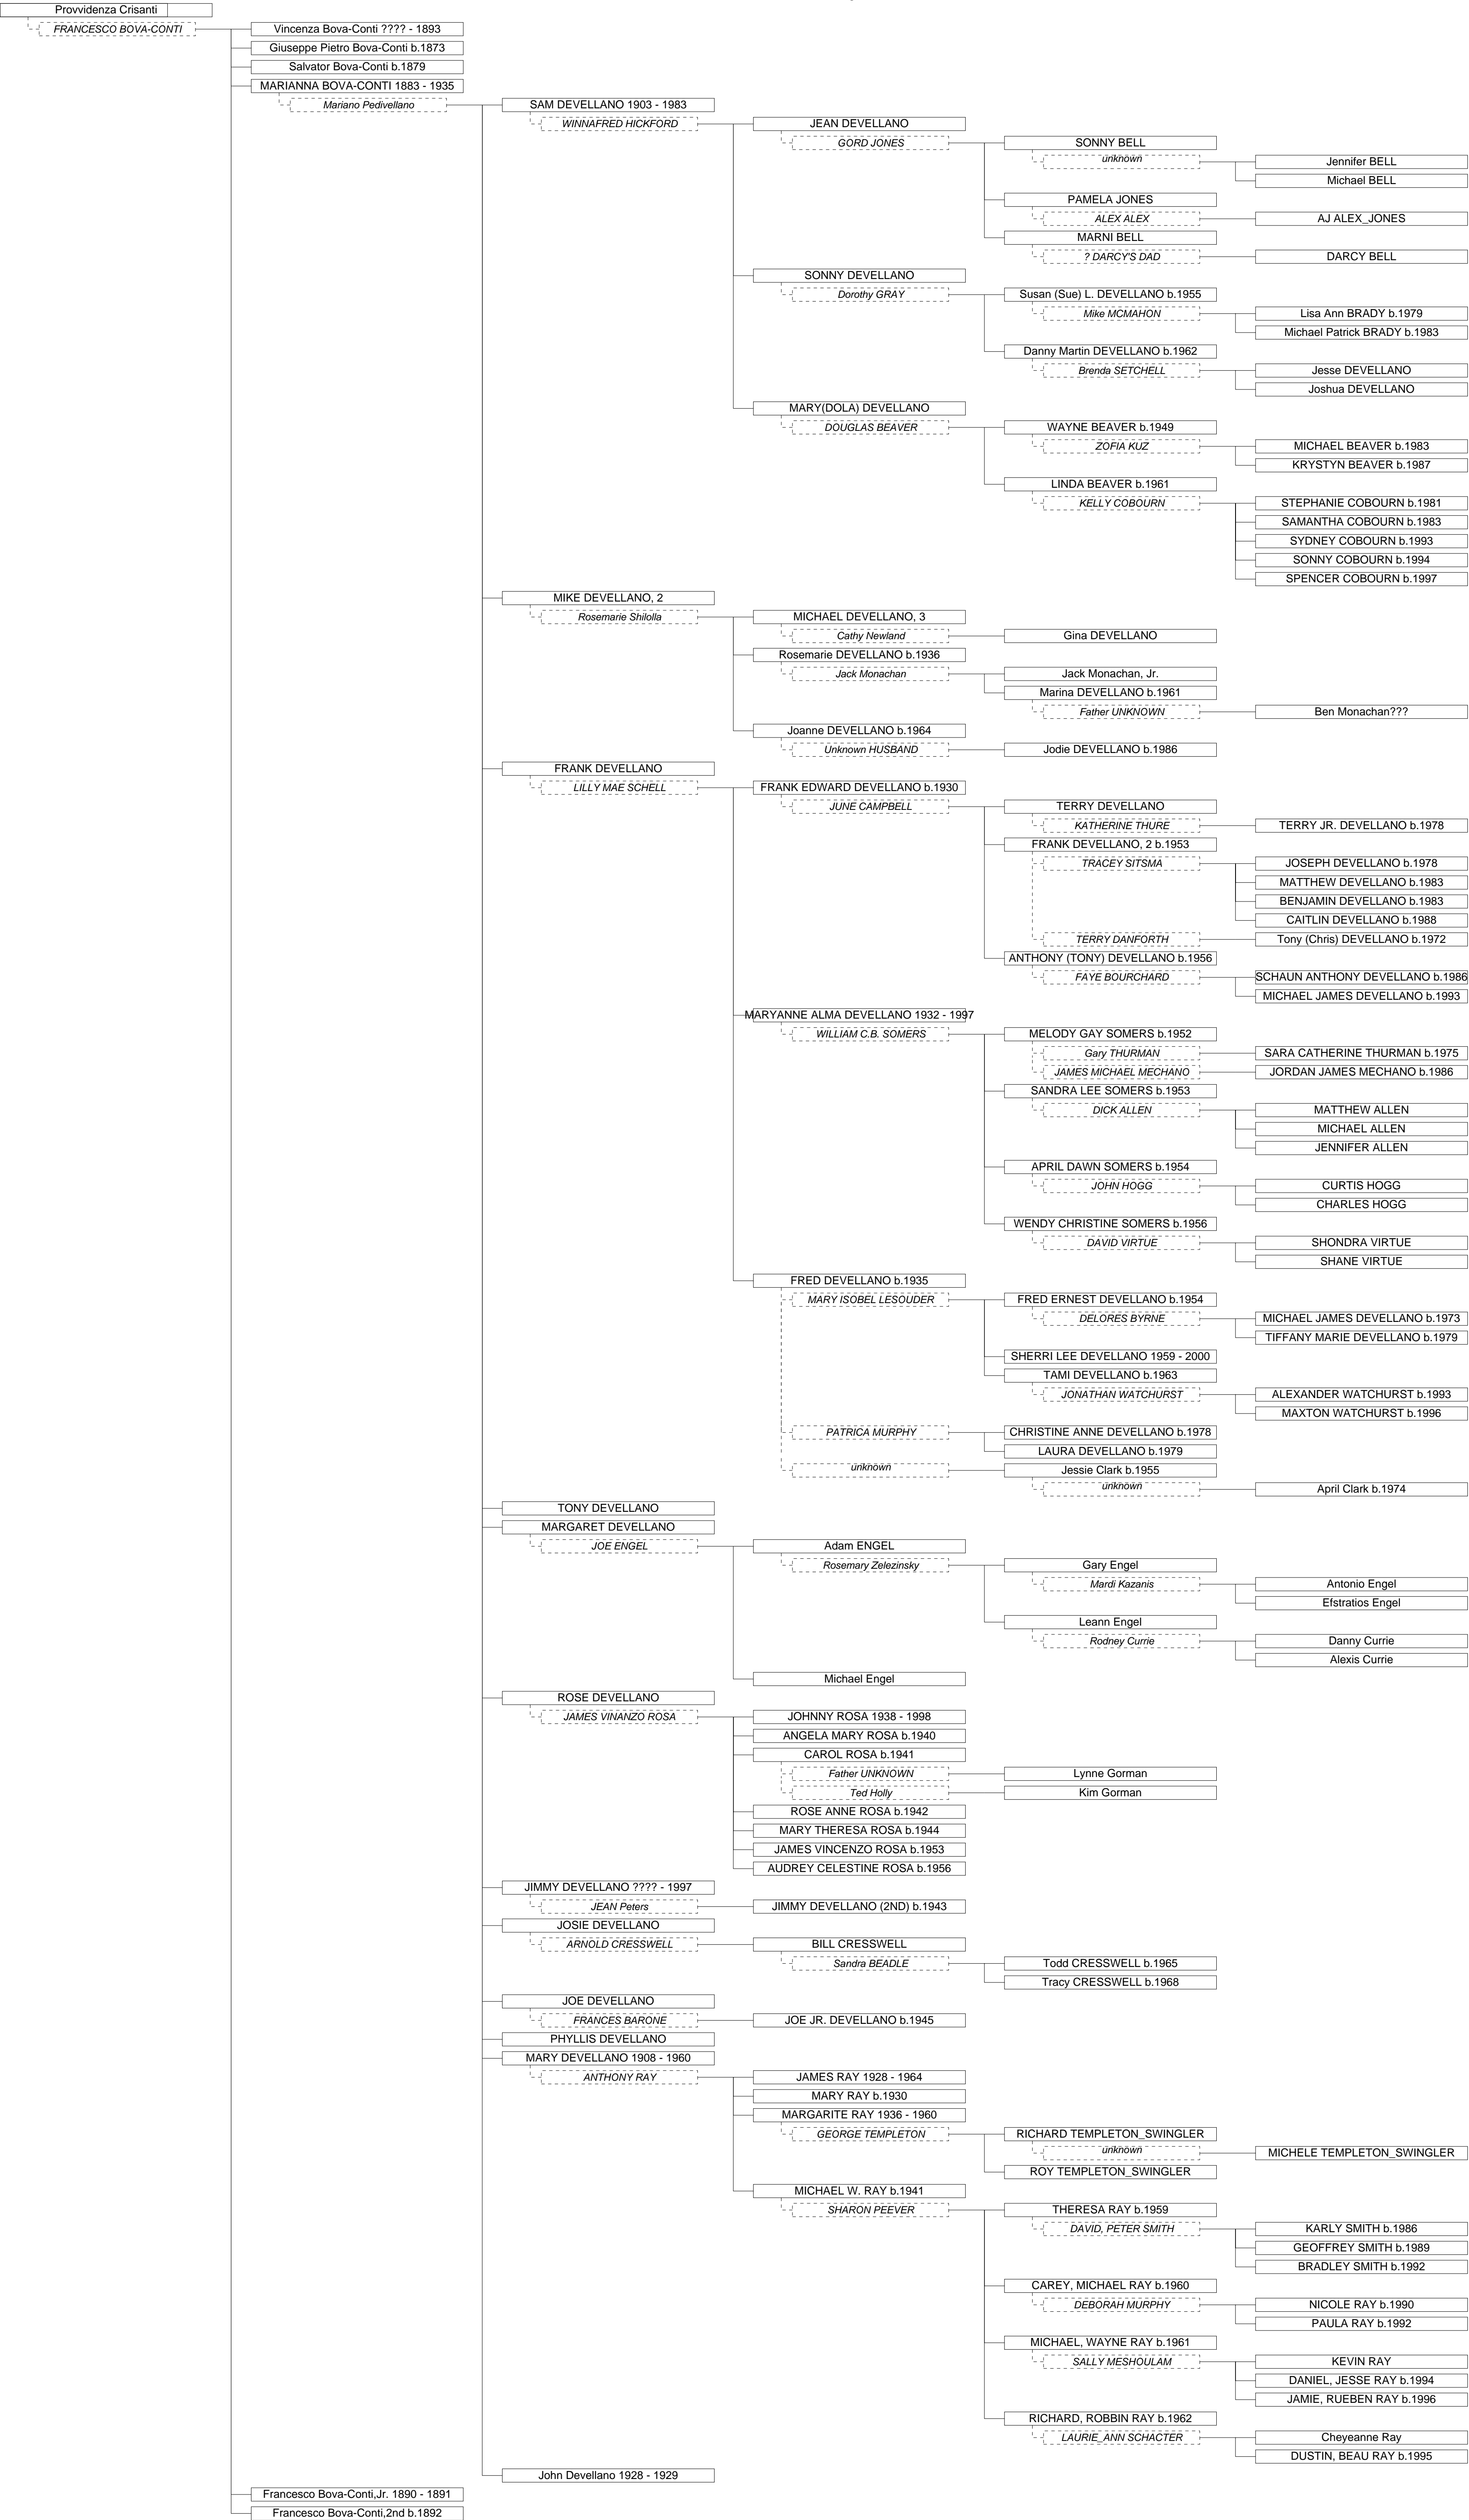 Provvidenza Crisanti
FRANCESCO BOVA-CONTI
Vincenza Bova-Conti ???? - 1893
Giuseppe Pietro Bova-Conti b.1873
Salvator Bova-Conti b.1879
MARIANNA BOVA-CONTI 1883 - 1935
Mariano Pedivellano
SAM DEVELLANO 1903 - 1983
WINNAFRED HICKFORD
JEAN DEVELLANO
GORD JONES
SONNY BELL
unknown
Jennifer BELL
Michael BELL
PAMELA JONES
ALEX ALEX
AJ ALEX_JONES
MARNI BELL
? DARCY'S DAD
DARCY BELL
SONNY DEVELLANO
Dorothy GRAY
Susan (Sue) L. DEVELLANO b.1955
Mike MCMAHON
Lisa Ann BRADY b.1979
Michael Patrick BRADY b.1983
Danny Martin DEVELLANO b.1962
Brenda SETCHELL
Jesse DEVELLANO
Joshua DEVELLANO
MARY(DOLA) DEVELLANO
DOUGLAS BEAVER
WAYNE BEAVER b.1949
ZOFIA KUZ
MICHAEL BEAVER b.1983
KRYSTYN BEAVER b.1987
LINDA BEAVER b.1961
KELLY COBOURN
STEPHANIE COBOURN b.1981
SAMANTHA COBOURN b.1983
SYDNEY COBOURN b.1993
SONNY COBOURN b.1994
SPENCER COBOURN b.1997
MIKE DEVELLANO, 2
Rosemarie Shilolla
MICHAEL DEVELLANO, 3
Cathy Newland
Gina DEVELLANO
Rosemarie DEVELLANO b.1936
Jack Monachan
Jack Monachan, Jr.
Marina DEVELLANO b.1961
Father UNKNOWN
Ben Monachan???
Joanne DEVELLANO b.1964
Unknown HUSBAND
Jodie DEVELLANO b.1986
FRANK DEVELLANO
LILLY MAE SCHELL
FRANK EDWARD DEVELLANO b.1930
JUNE CAMPBELL
TERRY DEVELLANO
KATHERINE THURE
TERRY JR. DEVELLANO b.1978
FRANK DEVELLANO, 2 b.1953
TRACEY SITSMA
JOSEPH DEVELLANO b.1978
MATTHEW DEVELLANO b.1983
BENJAMIN DEVELLANO b.1983
CAITLIN DEVELLANO b.1988
TERRY DANFORTH
Tony (Chris) DEVELLANO b.1972
ANTHONY (TONY) DEVELLANO b.1956
FAYE BOURCHARD
SCHAUN ANTHONY DEVELLANO b.1986
MICHAEL JAMES DEVELLANO b.1993
MARYANNE ALMA DEVELLANO 1932 - 1997
WILLIAM C.B. SOMERS
MELODY GAY SOMERS b.1952
Gary THURMAN
SARA CATHERINE THURMAN b.1975
JAMES MICHAEL MECHANO
JORDAN JAMES MECHANO b.1986
SANDRA LEE SOMERS b.1953
DICK ALLEN
MATTHEW ALLEN
MICHAEL ALLEN
JENNIFER ALLEN
APRIL DAWN SOMERS b.1954
JOHN HOGG
CURTIS HOGG
CHARLES HOGG
WENDY CHRISTINE SOMERS b.1956
DAVID VIRTUE
SHONDRA VIRTUE
SHANE VIRTUE
FRED DEVELLANO b.1935
MARY ISOBEL LESOUDER
FRED ERNEST DEVELLANO b.1954
DELORES BYRNE
MICHAEL JAMES DEVELLANO b.1973
TIFFANY MARIE DEVELLANO b.1979
SHERRI LEE DEVELLANO 1959 - 2000
TAMI DEVELLANO b.1963
JONATHAN WATCHURST
ALEXANDER WATCHURST b.1993
MAXTON WATCHURST b.1996
PATRICA MURPHY
CHRISTINE ANNE DEVELLANO b.1978
LAURA DEVELLANO b.1979
unknown
Jessie Clark b.1955
unknown
April Clark b.1974
TONY DEVELLANO
MARGARET DEVELLANO
JOE ENGEL
Adam ENGEL
Rosemary Zelezinsky
Gary Engel
Mardi Kazanis
Antonio Engel
Efstratios Engel
Leann Engel
Rodney Currie
Danny Currie
Alexis Currie
Michael Engel
ROSE DEVELLANO
JAMES VINANZO ROSA
JOHNNY ROSA 1938 - 1998
ANGELA MARY ROSA b.1940
CAROL ROSA b.1941
Father UNKNOWN
Lynne Gorman
Ted Holly
Kim Gorman
ROSE ANNE ROSA b.1942
MARY THERESA ROSA b.1944
JAMES VINCENZO ROSA b.1953
AUDREY CELESTINE ROSA b.1956
JIMMY DEVELLANO ???? - 1997
JEAN Peters
JIMMY DEVELLANO (2ND) b.1943
JOSIE DEVELLANO
ARNOLD CRESSWELL
BILL CRESSWELL
Sandra BEADLE
Todd CRESSWELL b.1965
Tracy CRESSWELL b.1968
JOE DEVELLANO
FRANCES BARONE
JOE JR. DEVELLANO b.1945
PHYLLIS DEVELLANO
MARY DEVELLANO 1908 - 1960
ANTHONY RAY
JAMES RAY 1928 - 1964
MARY RAY b.1930
MARGARITE RAY 1936 - 1960
GEORGE TEMPLETON
RICHARD TEMPLETON_SWINGLER
unknown
MICHELE TEMPLETON_SWINGLER
ROY TEMPLETON_SWINGLER
MICHAEL W. RAY b.1941
SHARON PEEVER
THERESA RAY b.1959
DAVID, PETER SMITH
KARLY SMITH b.1986
GEOFFREY SMITH b.1989
BRADLEY SMITH b.1992
CAREY, MICHAEL RAY b.1960
DEBORAH MURPHY
NICOLE RAY b.1990
PAULA RAY b.1992
MICHAEL, WAYNE RAY b.1961
SALLY MESHOULAM
KEVIN RAY
DANIEL, JESSE RAY b.1994
JAMIE, RUEBEN RAY b.1996
RICHARD, ROBBIN RAY b.1962
LAURIE_ANN SCHACTER
Cheyeanne Ray
DUSTIN, BEAU RAY b.1995
John Devellano 1928 - 1929
Francesco Bova-Conti,Jr. 1890 - 1891
Francesco Bova-Conti,2nd b.1892